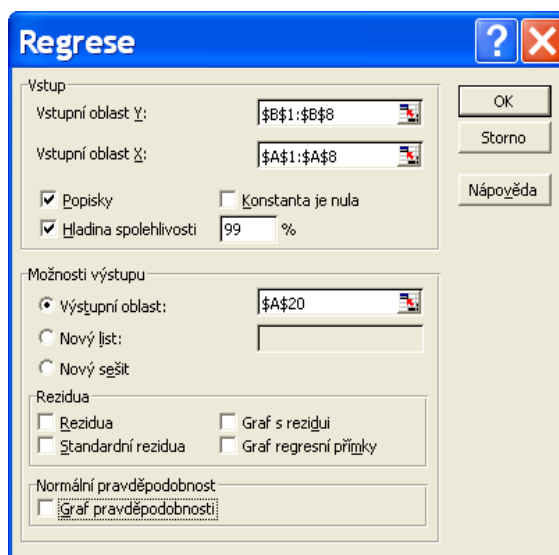 Regrese
Vstup
Vstupní oblast Y: $B$1:$B$8
Vstupní oblast X: $A$1:$A$8
Popisky Konstanta je nula
Hladina spolehlivosti 99 %
OK
Storno
Nápověda
Možnosti výstupu
Výstupní oblast: $A$20
Nový list:
Nový sešit
Rezidua
Rezidua Graf s rezidui
Standardní rezidua Graf regresní přímky
Normální pravděpodobnost
Graf pravděpodobnosti